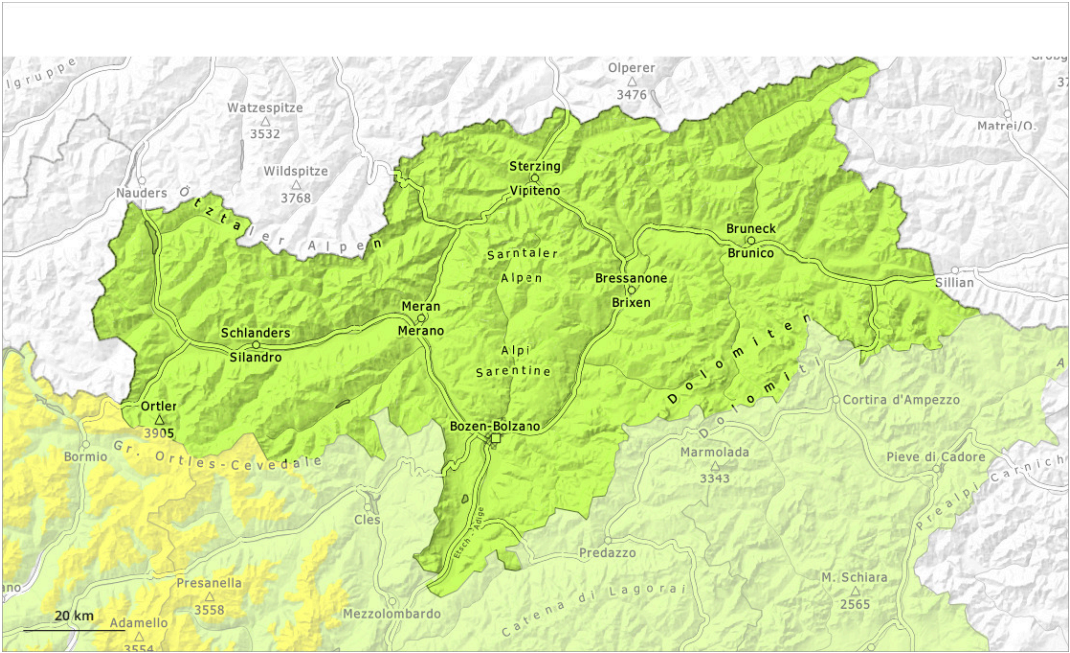 lgruppe
Olperer
3476
Watzespitze
3532
Matrei/O.
Sterzing
Vipiteno
Wildspitze
3768
Nauders
Ötztaler Alpen
Bruneck
Brunico
Sarntaler
Alpen
Bressanone
Brixen
Sillian
Meran
Merano
Schlanders
Silandro
Alpi
Sarentine
Dolomiten
Dolomiti
Ortler
3905
Cortina d'Ampezzo
Bozen-Bolzano
Gr. Ortles-Cevedale
Bormio
Marmolada
3343
Pieve di Cadore
Prealpi Carnich
Cles
Etsch - Adige
Predazzo
Presanella
3558
M. Schiara
2565
ano
Mezzolombardo
Catena di Lagorai
20 km
Adamello
3554